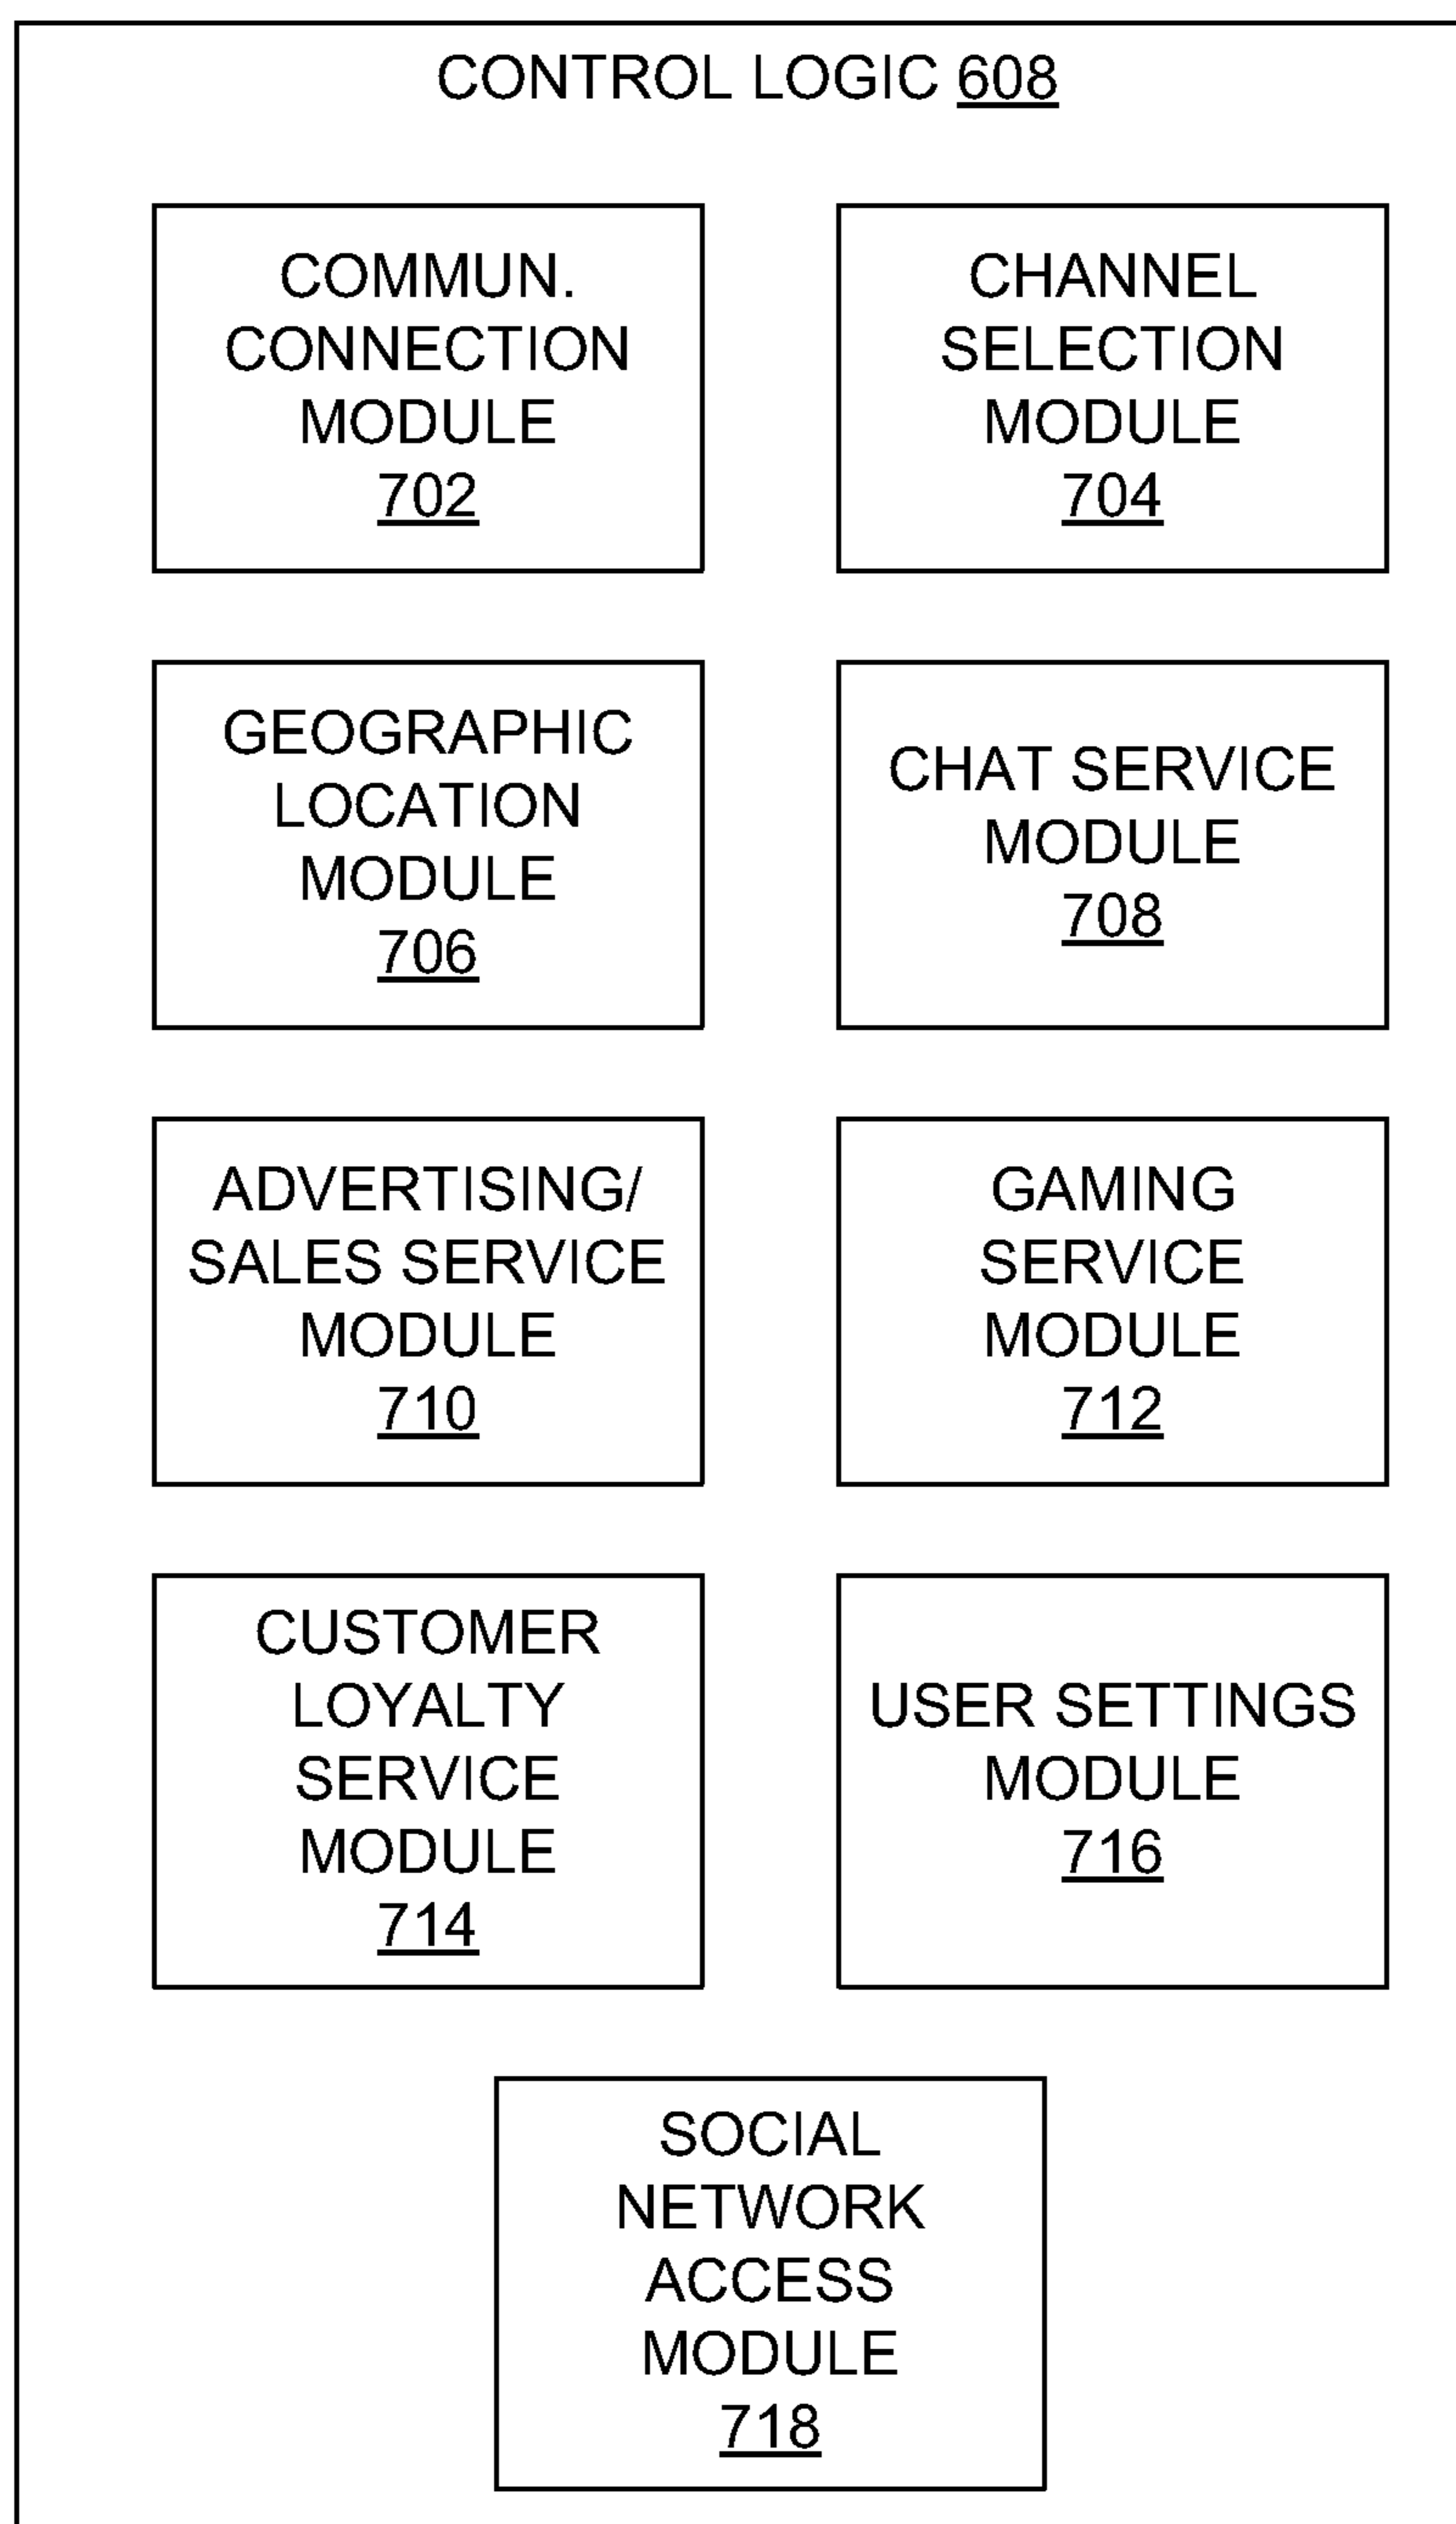 CONTROL LOGIC 608
COMMUN.
CONNECTION
MODULE
702
CHANNEL
SELECTION
MODULE
704
GEOGRAPHIC
LOCATION
MODULE
706
CHAT SERVICE
MODULE
708
ADVERTISING/
SALES SERVICE
MODULE
710
GAMING
SERVICE
MODULE
712
CUSTOMER
LOYALTY
SERVICE
MODULE
714
USER SETTINGS
MODULE
716
SOCIAL
NETWORK
ACCESS
MODULE
718